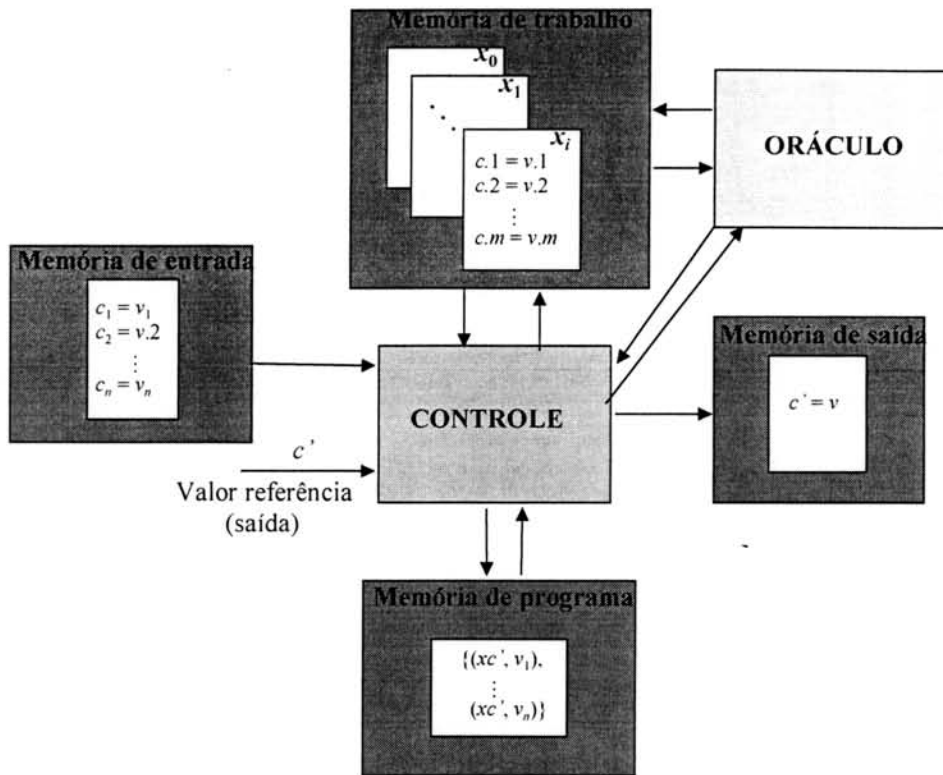 Memória de trabalho
x₀
x₁
xᵢ
c.1 = v.1
c.2 = v.2
⋮
c.m = v.m
ORÁCULO
Memória de entrada
c₁ = v₁
c₂ = v.2
⋮
cₙ = vₙ
CONTROLE
Memória de saída
c' = v
c'
Valor referência
(saída)
Memória de programa
{(xc', v₁),
⋮
(xc', vₙ)}